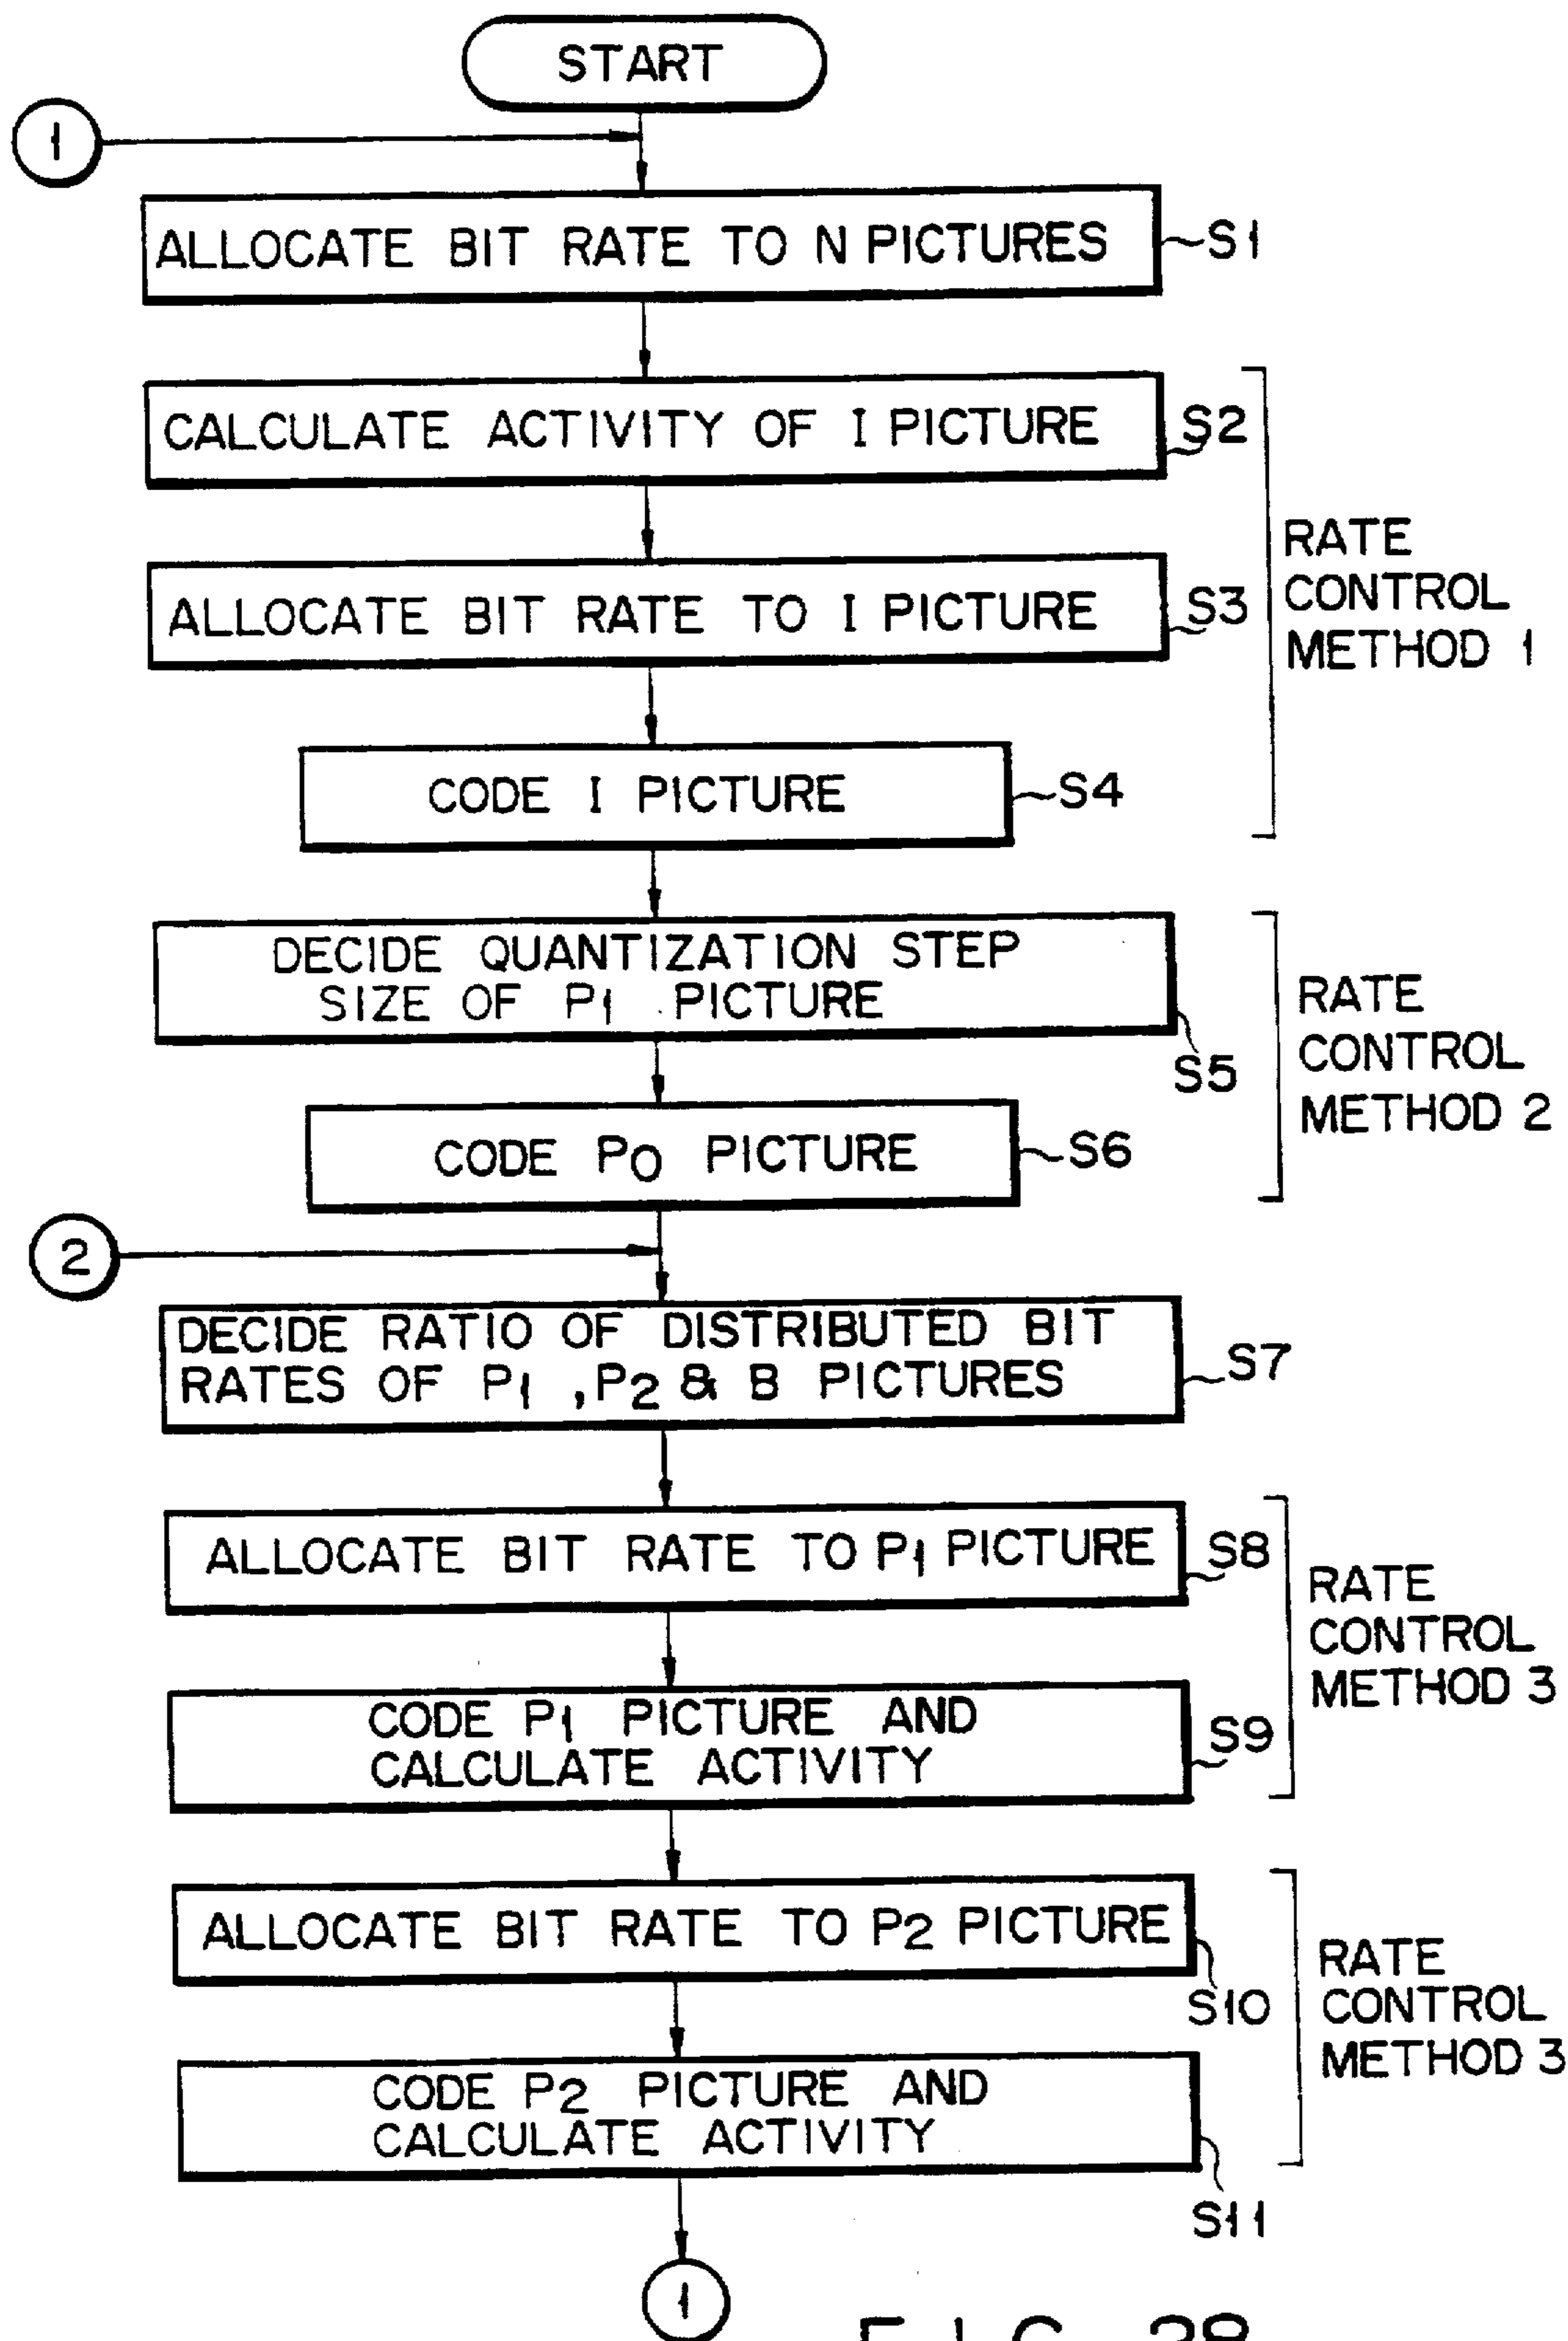 START
1
ALLOCATE BIT RATE TO N PICTURES
S1
CALCULATE ACTIVITY OF I PICTURE
S2
ALLOCATE BIT RATE TO I PICTURE
S3
RATE
CONTROL
METHOD 1
CODE I PICTURE
S4
DECIDE QUANTIZATION STEP
SIZE OF P1 PICTURE
S5
RATE
CONTROL
METHOD 2
CODE P0 PICTURE
S6
2
DECIDE RATIO OF DISTRIBUTED BIT
RATES OF P1 , P2 & B PICTURES
S7
ALLOCATE BIT RATE TO P1 PICTURE
S8
RATE
CONTROL
METHOD 3
CODE P1 PICTURE AND
CALCULATE ACTIVITY
S9
ALLOCATE BIT RATE TO P2 PICTURE
S10
RATE
CONTROL
METHOD 3
CODE P2 PICTURE AND
CALCULATE ACTIVITY
S11
1
FIG. 28